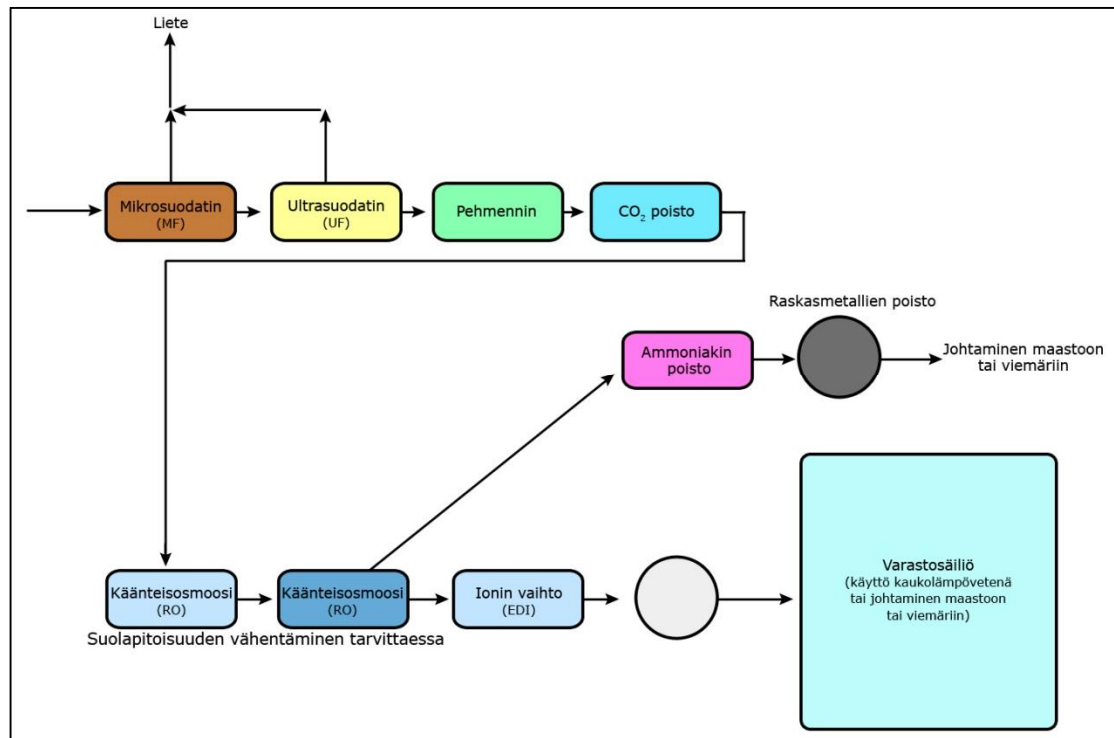 Liete
Mikrosuodatin
(MF)
Ultrasuodatin
(UF)
Pehmennin
CO₂ poisto
Raskasmetallien poisto
Ammoniakin
poisto
Johtaminen maastoon
tai viemäriin
Käänteisosmoosi
(RO)
Käänteisosmoosi
(RO)
Ionin vaihto
(EDI)
Suolapitoisuuden vähentäminen tarvittaessa
Varastosäiliö
(käyttö kaukolämpövetenä
tai johtaminen maastoon
tai viemäriin)